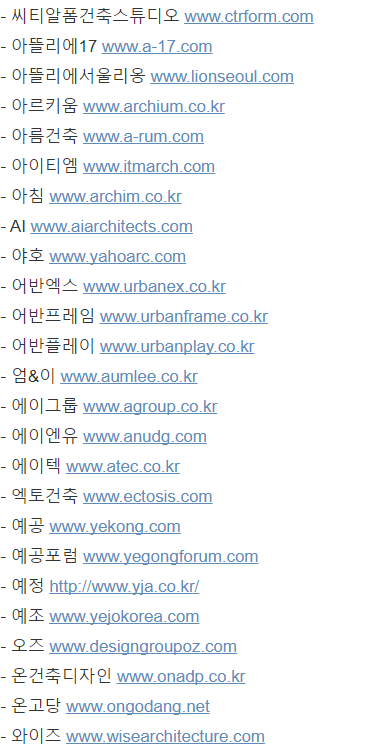 - 씨티알폼건축스튜디오 www.ctrform.com
- 아뜰리에17 www.a-17.com
- 아뜰리에서울리옹 www.lionseoul.com
- 아르키움 www.archium.co.kr
- 아름건축 www.a-rum.com
- 아이티엠 www.itmarch.com
- 아침 www.archim.co.kr
- AI www.aiarchitects.com
- 야호 www.yahoarc.com
- 어반엑스 www.urbanex.co.kr
- 어반프레임 www.urbanframe.co.kr
- 어반플레이 www.urbanplay.co.kr
- 엄&이 www.aumlee.co.kr
- 에이그룹 www.agroup.co.kr
- 에이엔유 www.anudg.com
- 에이텍 www.atec.co.kr
- 엑토건축 www.ectosis.com
- 예공 www.yekong.com
- 예공포럼 www.yegongforum.com
- 예정 http://www.yja.co.kr/
- 예조 www.yejokorea.com
- 오즈 www.designgroupoz.com
- 온건축디자인 www.onadp.co.kr
- 온고당 www.ongodang.net
- 와이즈 www.wisearchitecture.com